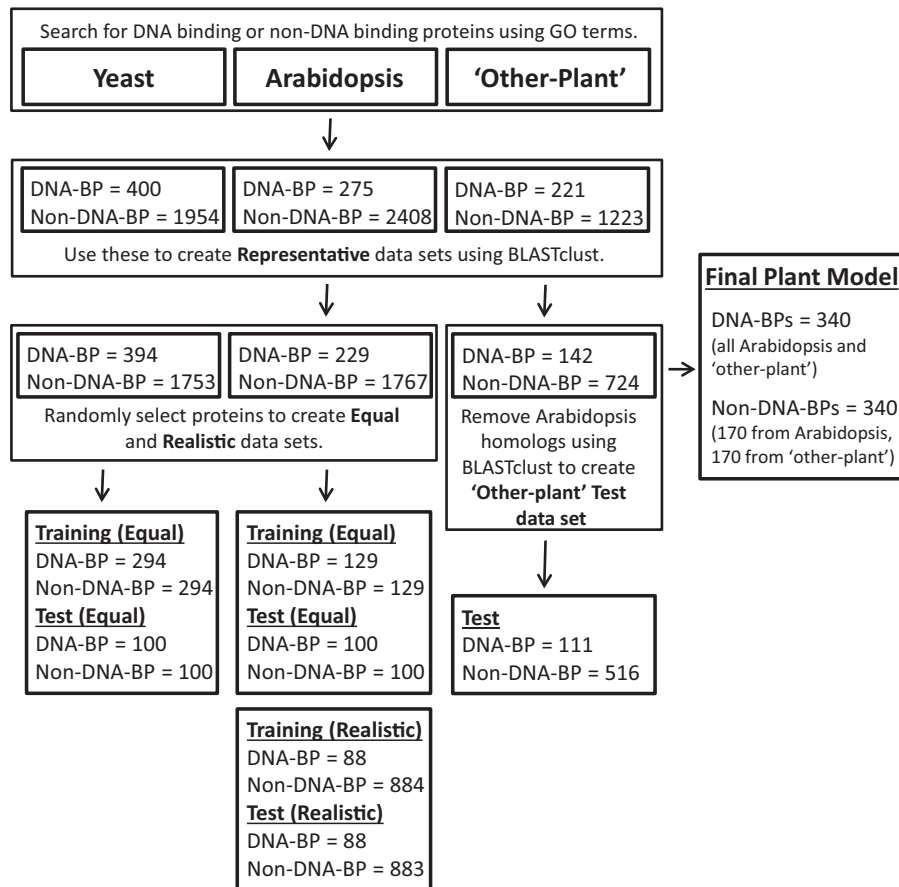 Search for DNA binding or non-DNA binding proteins using GO terms.
Yeast
Arabidopsis
‘Other-Plant’
DNA-BP = 400
Non-DNA-BP = 1954
DNA-BP = 275
Non-DNA-BP = 2408
DNA-BP = 221
Non-DNA-BP = 1223
Use these to create Representative data sets using BLASTclust.
DNA-BP = 394
Non-DNA-BP = 1753
DNA-BP = 229
Non-DNA-BP = 1767
Randomly select proteins to create Equal
and Realistic data sets.
DNA-BP = 142
Non-DNA-BP = 724
Remove Arabidopsis
homologs using
BLASTclust to create
‘Other-plant’ Test
data set
Final Plant Model
DNA-BPs = 340
(all Arabidopsis and
‘other-plant’)
Non-DNA-BPs = 340
(170 from Arabidopsis,
170 from ‘other-plant’)
Training (Equal)
DNA-BP = 294
Non-DNA-BP = 294
Test (Equal)
DNA-BP = 100
Non-DNA-BP = 100
Training (Equal)
DNA-BP = 129
Non-DNA-BP = 129
Test (Equal)
DNA-BP = 100
Non-DNA-BP = 100
Test
DNA-BP = 111
Non-DNA-BP = 516
Training (Realistic)
DNA-BP = 88
Non-DNA-BP = 884
Test (Realistic)
DNA-BP = 88
Non-DNA-BP = 883